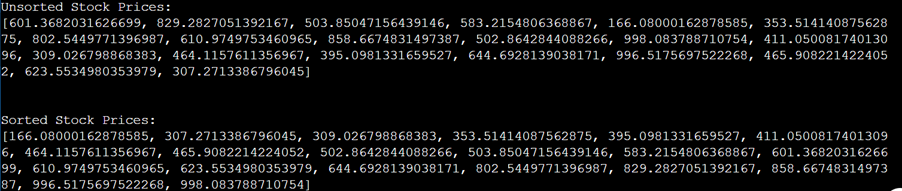 Unsorted Stock Prices:
[601.3682031626699, 829.2827051392167, 503.85047156439146, 583.2154806368867, 166.08000162878585, 353.514140875628
75, 802.5449771396987, 610.9749753460965, 858.6674831497387, 502.8642844088266, 998.083788710754, 411.050081740130
96, 309.026798868383, 464.1157611356967, 395.0981331659527, 644.6928139038171, 996.5175697522268, 465.908221422405
2, 623.5534980353979, 307.2713386796045]
Sorted Stock Prices:
[166.08000162878585, 307.2713386796045, 309.026798868383, 353.51414087562875, 395.0981331659527, 411.0500817401309
6, 464.1157611356967, 465.9082214224052, 502.8642844088266, 503.85047156439146, 583.2154806368867, 601.36820316266
99, 610.9749753460965, 623.5534980353979, 644.6928139038171, 802.5449771396987, 829.2827051392167, 858.66748314973
87, 996.5175697522268, 998.083788710754]